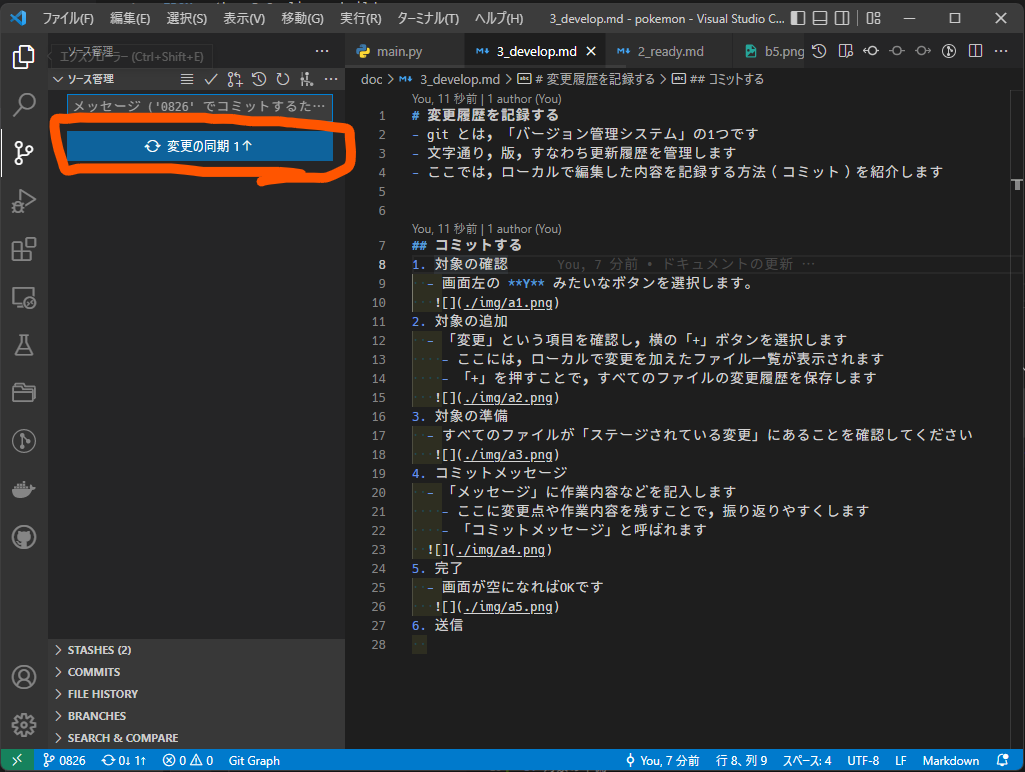 ファイル(F) 編集(E) 選択(S) 表示(V) 移動(G) 実行(R) ターミナル(T) ヘルプ(H) 3_develop.md - pokemon - Visual Studio C...
ソース管理
エクスプローラー (Ctrl+Shift+E)
main.py 3_develop.md 2_ready.md b5.png
ソース管理
doc > 3_develop.md > # 変更履歴を記録する > ## コミットする
メッセージ ('0826' でコミットするた…
変更の同期 1↑
You, 11 秒前 | 1 author (You)
1 # 変更履歴を記録する
2 - git とは，「バージョン管理システム」の1つです
3 - 文字通り，版，すなわち更新履歴を管理します
4 - ここでは，ローカルで編集した内容を記録する方法（コミット）を紹介します
5
6
You, 11 秒前 | 1 author (You)
7 ## コミットする
8 1. 対象の確認 You, 7 分前 • ドキュメントの更新 …
9 - 画面左の **Y** みたいなボタンを選択します。
10 ![](./img/a1.png)
11 2. 対象の追加
12 - 「変更」という項目を確認し，横の「+」ボタンを選択します
13 - ここには，ローカルで変更を加えたファイル一覧が表示されます
14 - 「+」を押すことで，すべてのファイルの変更履歴を保存します
15 ![](./img/a2.png)
16 3. 対象の準備
17 - すべてのファイルが「ステージされている変更」にあることを確認してください
18 ![](./img/a3.png)
19 4. コミットメッセージ
20 - 「メッセージ」に作業内容などを記入します
21 - ここに変更点や作業内容を残すことで，振り返りやすくします
22 - 「コミットメッセージ」と呼ばれます
23 ![](./img/a4.png)
24 5. 完了
25 - 画面が空になればOKです
26 ![](./img/a5.png)
27 6. 送信
28
STASHES (2)
COMMITS
FILE HISTORY
BRANCHES
SEARCH & COMPARE
0826 0↓ 1↑ 0 0 Git Graph You, 7 分前 行 8、列 9 スペース: 4 UTF-8 LF Markdown